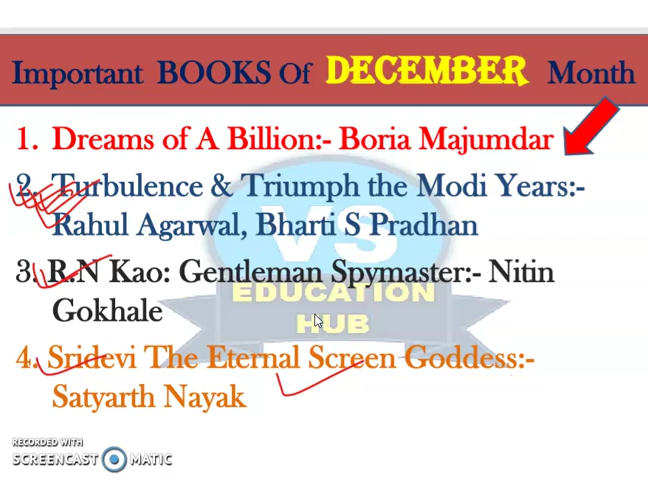 Important BOOKS Of DECEMBER Month
1. Dreams of A Billion:- Boria Majumdar
2. Turbulence & Triumph the Modi Years:-
Rahul Agarwal, Bharti S Pradhan
3. R.N Kao: Gentleman Spymaster:- Nitin
Gokhale
4. Sridevi The Eternal Screen Goddess:-
Satyarth Nayak
VS
EDUCATION
HUB
RECORDED WITH
SCREENCAST MATIC